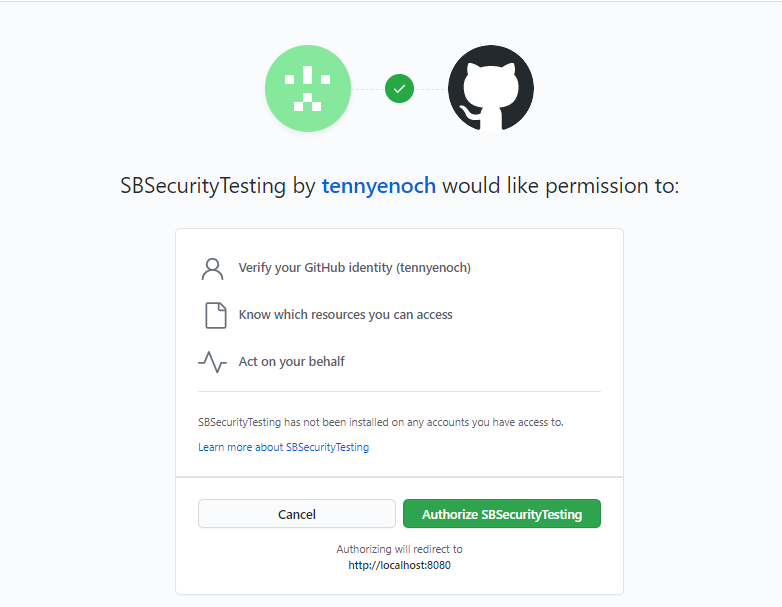 SBSecurityTesting by tennyenoch would like permission to:
Verify your GitHub identity (tennyenoch)
Know which resources you can access
Act on your behalf
SBSecurityTesting has not been installed on any accounts you have access to.
Learn more about SBSecurityTesting
Cancel
Authorize SBSecurityTesting
Authorizing will redirect to
http://localhost:8080